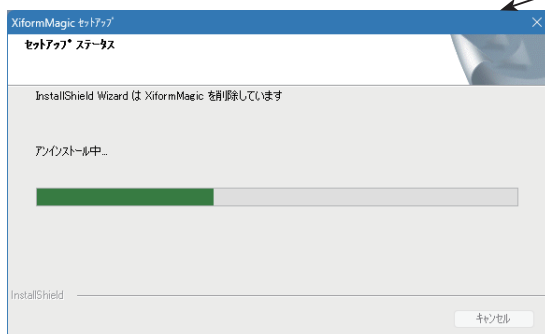 XiformMagic ｾｯﾄｱｯﾌﾟ
ｾｯﾄｱｯﾌﾟ ｽﾃｰﾀｽ
InstallShield Wizard は XiformMagic を削除しています
ｱﾝｲﾝｽﾄｰﾙ中...
InstallShield
ｷｬﾝｾﾙ